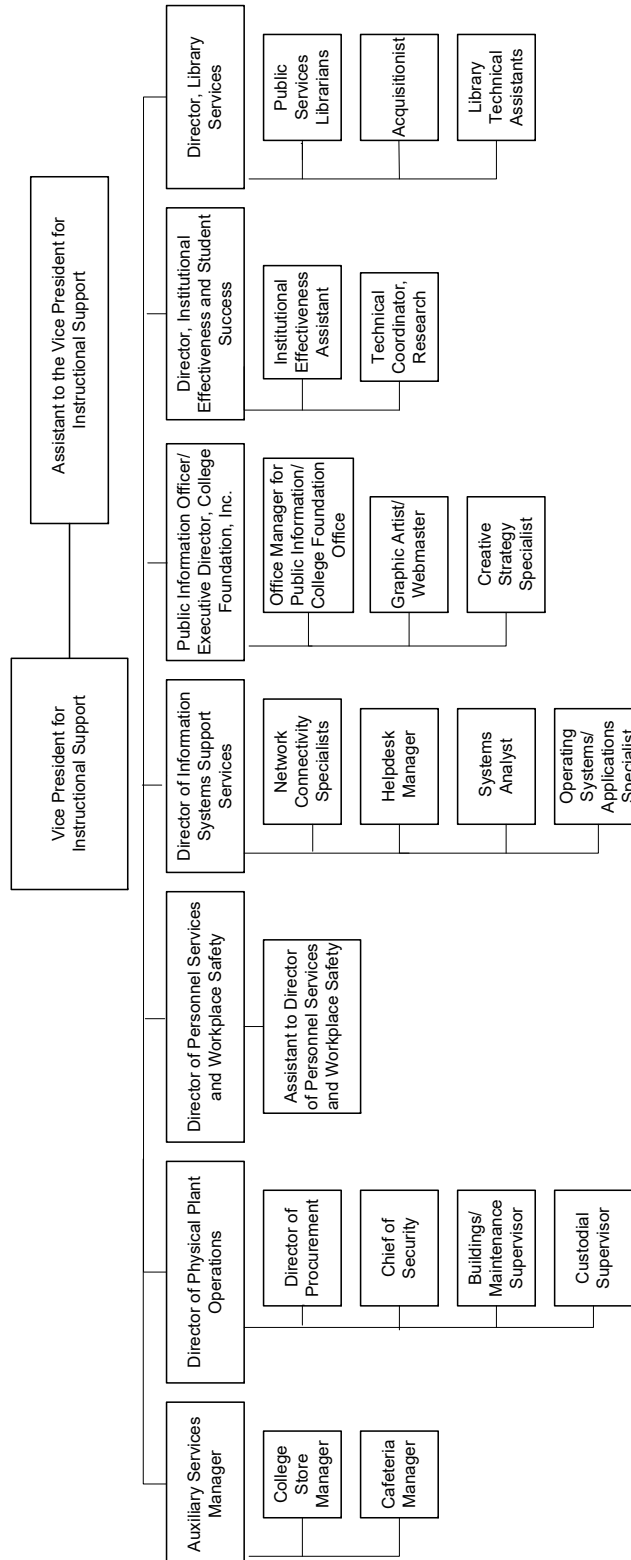 Vice President for
Instructional Support
Assistant to the Vice President for
Instructional Support
Auxiliary Services
Manager
College
Store
Manager
Cafeteria
Manager
Director of Physical Plant
Operations
Director of
Procurement
Chief of
Security
Buildings/
Maintenance
Supervisor
Custodial
Supervisor
Director of Personnel Services
and Workplace Safety
Assistant to Director
of Personnel Services
and Workplace Safety
Director of Information
Systems Support
Services
Network
Connectivity
Specialists
Helpdesk
Manager
Systems
Analyst
Operating
Systems/
Applications
Specialist
Public Information Officer/
Executive Director, College
Foundation, Inc.
Office Manager for
Public Information/
College Foundation
Office
Graphic Artist/
Webmaster
Creative
Strategy
Specialist
Director, Institutional
Effectiveness and Student
Success
Institutional
Effectiveness
Assistant
Technical
Coordinator,
Research
Director, Library
Services
Public
Services
Librarians
Acquisitionist
Library
Technical
Assistants